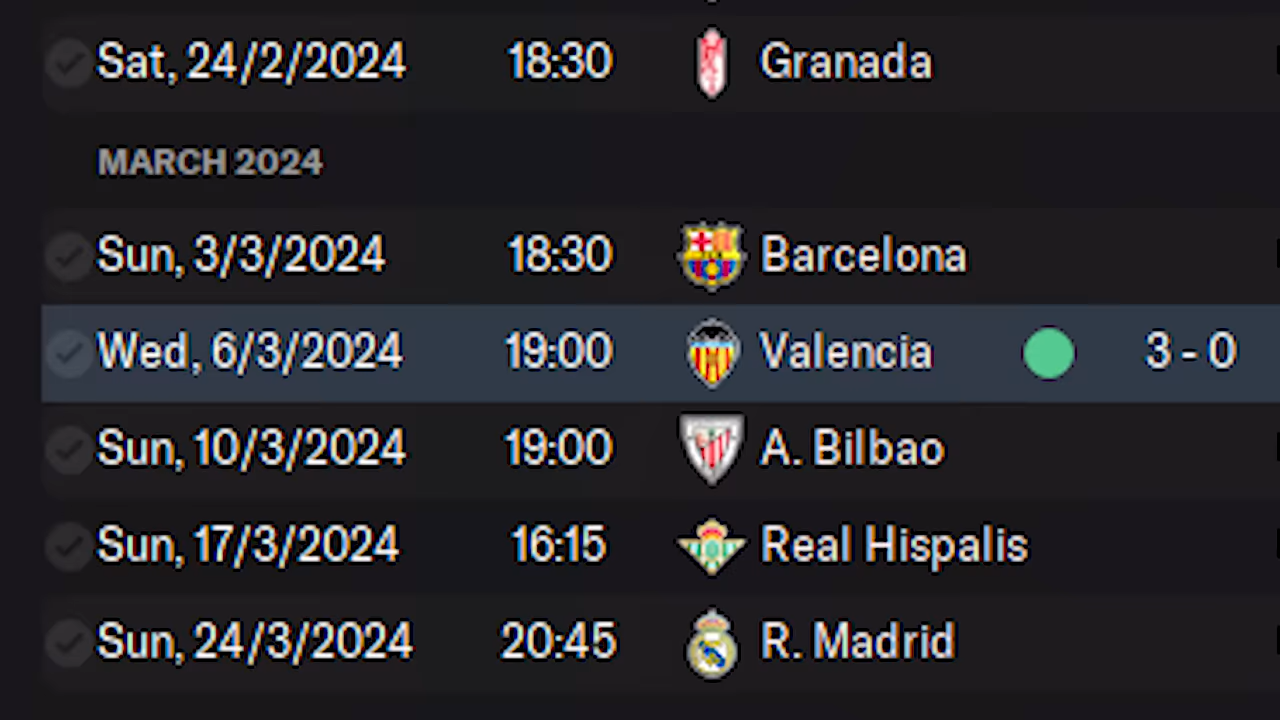 Sat, 24/2/2024 18:30 Granada
MARCH 2024
Sun, 3/3/2024 18:30 Barcelona
Wed, 6/3/2024 19:00 Valencia 3 - 0
Sun, 10/3/2024 19:00 A. Bilbao
Sun, 17/3/2024 16:15 Real Hispalis
Sun, 24/3/2024 20:45 R. Madrid